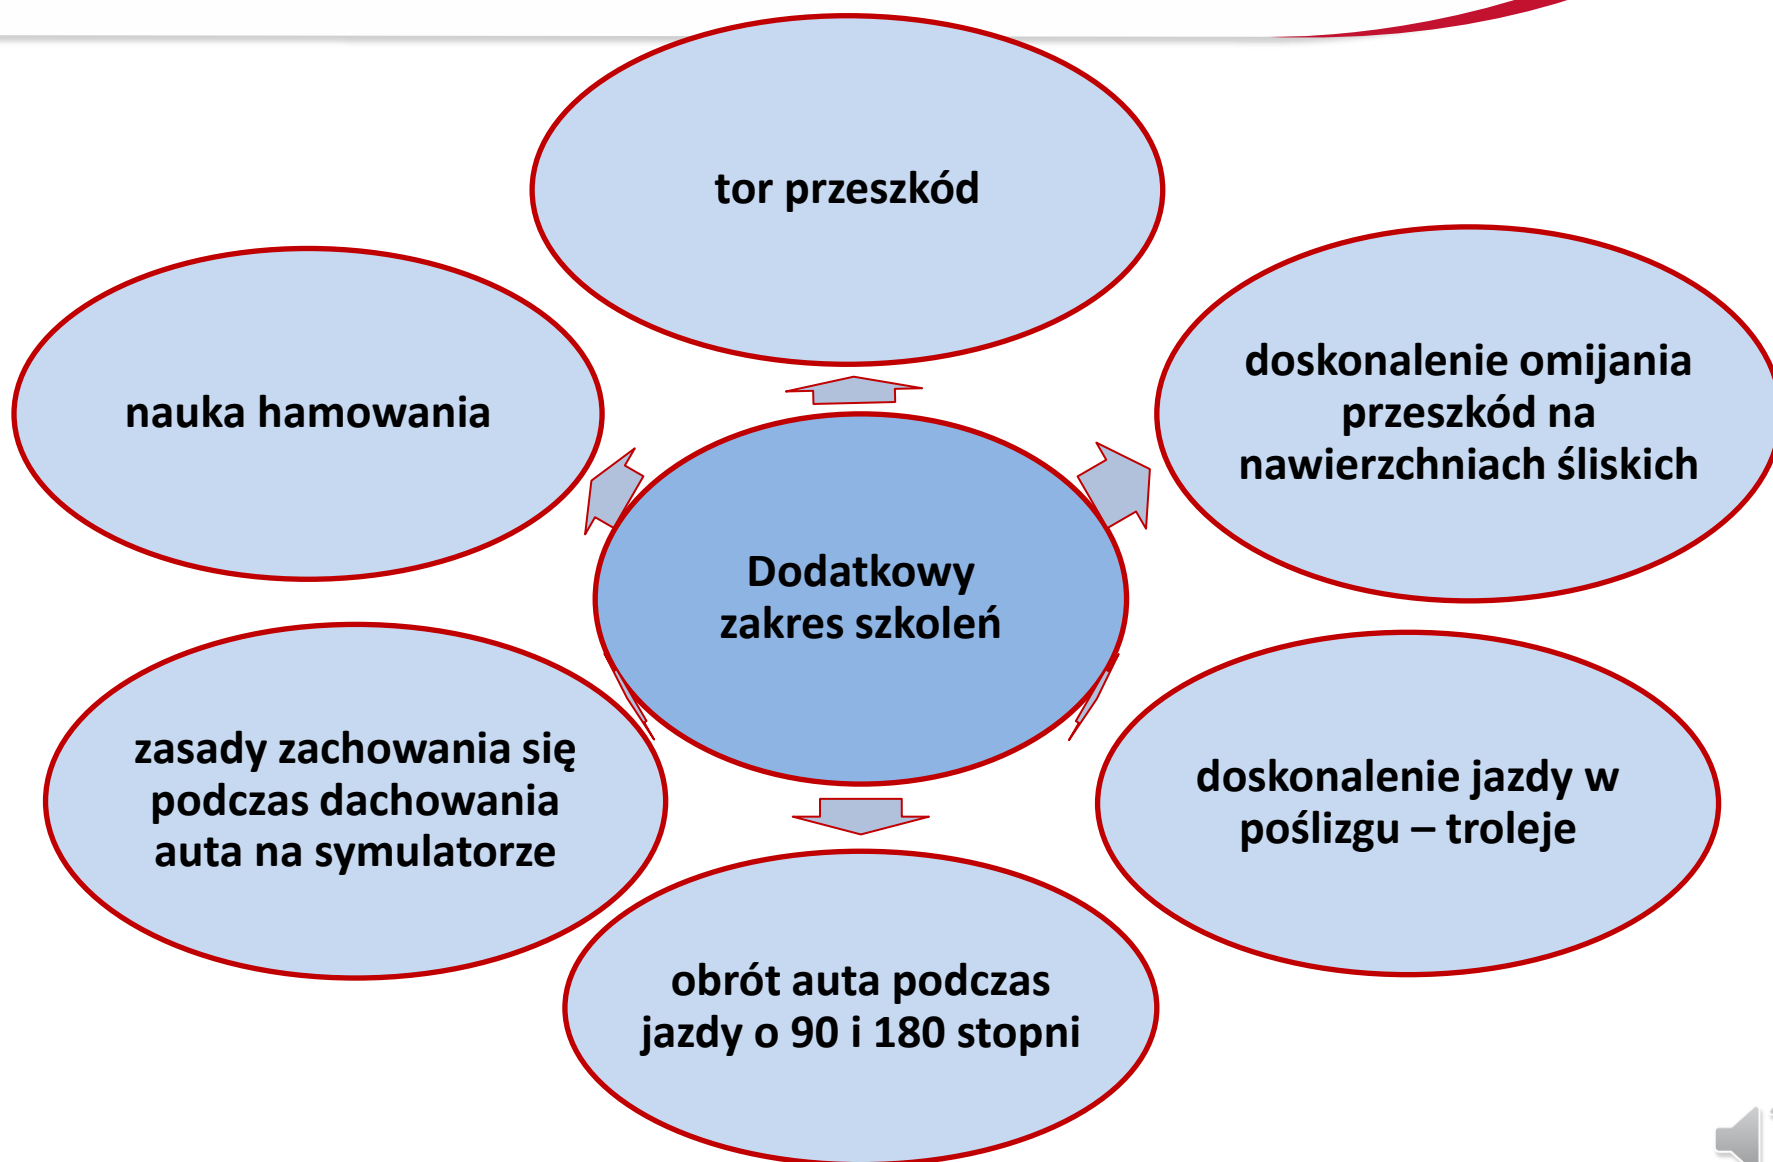 tor przeszkód
doskonalenie omijania
przeszkód na
nawierzchniach śliskich
nauka hamowania
Dodatkowy
zakres szkoleń
zasady zachowania się
podczas dachowania
auta na symulatorze
doskonalenie jazdy w
poślizgu – troleje
obrót auta podczas
jazdy o 90 i 180 stopni